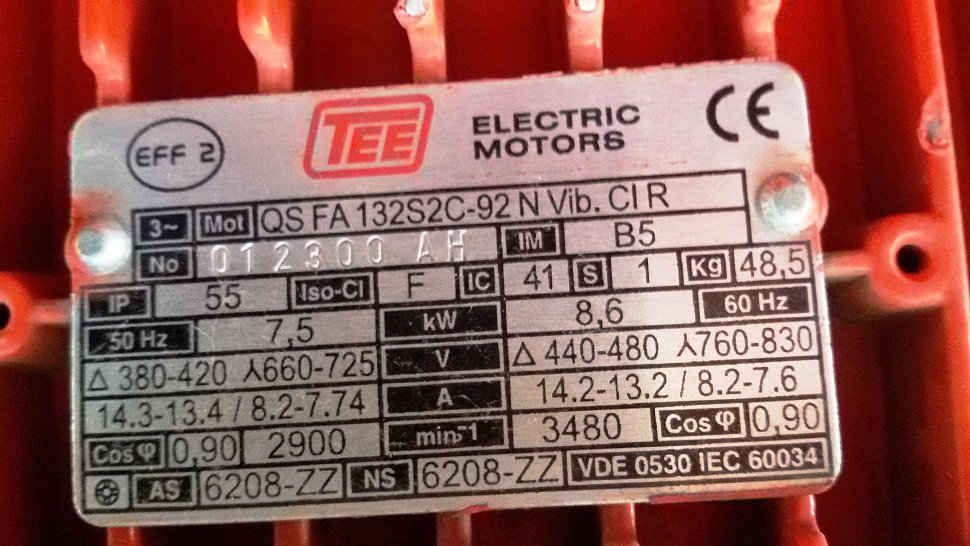 EFF 2 TEE ELECTRIC MOTORS CE
3~ Mot QS FA 132S2C-92 N Vib. Cl R
No 012300 AH IM B5
IP 55 Iso-Cl F IC 41 S 1 Kg 48,5
50 Hz 7,5 kW 8,6 60 Hz
Δ 380-420 ⅄660-725 V Δ 440-480 ⅄760-830
14.3-13.4 / 8.2-7.74 A 14.2-13.2 / 8.2-7.6
Cos φ 0,90 2900 min-1 3480 Cos φ 0,90
AS 6208-ZZ NS 6208-ZZ VDE 0530 IEC 60034